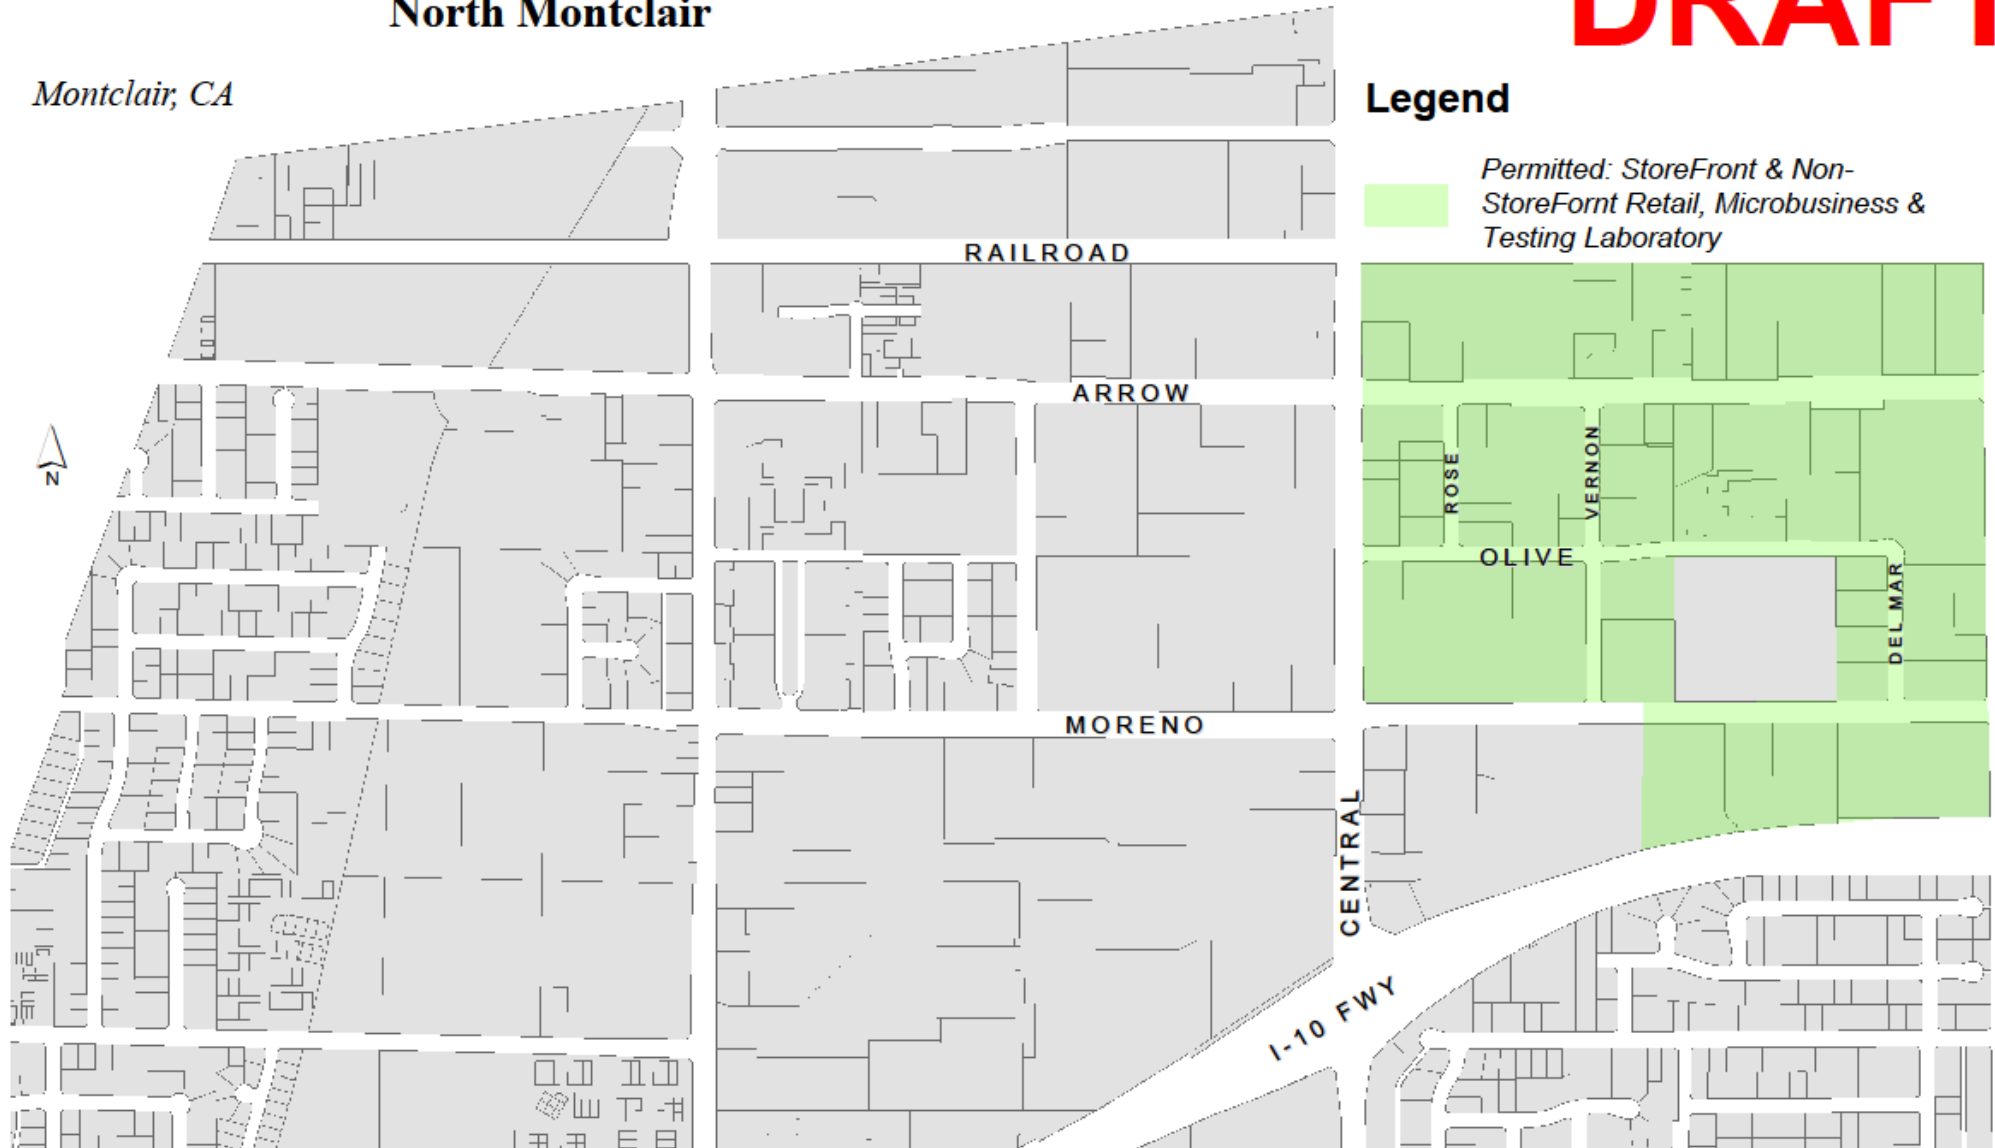 North Montclair
DRAFT
Montclair, CA
Legend
Permitted: StoreFront & Non-
StoreFornt Retail, Microbusiness &
Testing Laboratory
RAILROAD
ARROW
N
ROSE
VERNON
OLIVE
DEL MAR
MORENO
CENTRAL
I-10 FWY